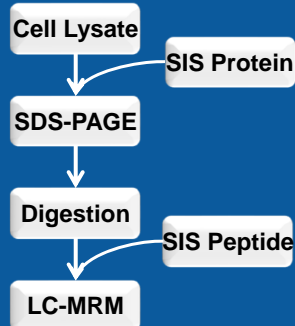 Cell Lysate
SIS Protein
SDS-PAGE
Digestion
SIS Peptide
LC-MRM